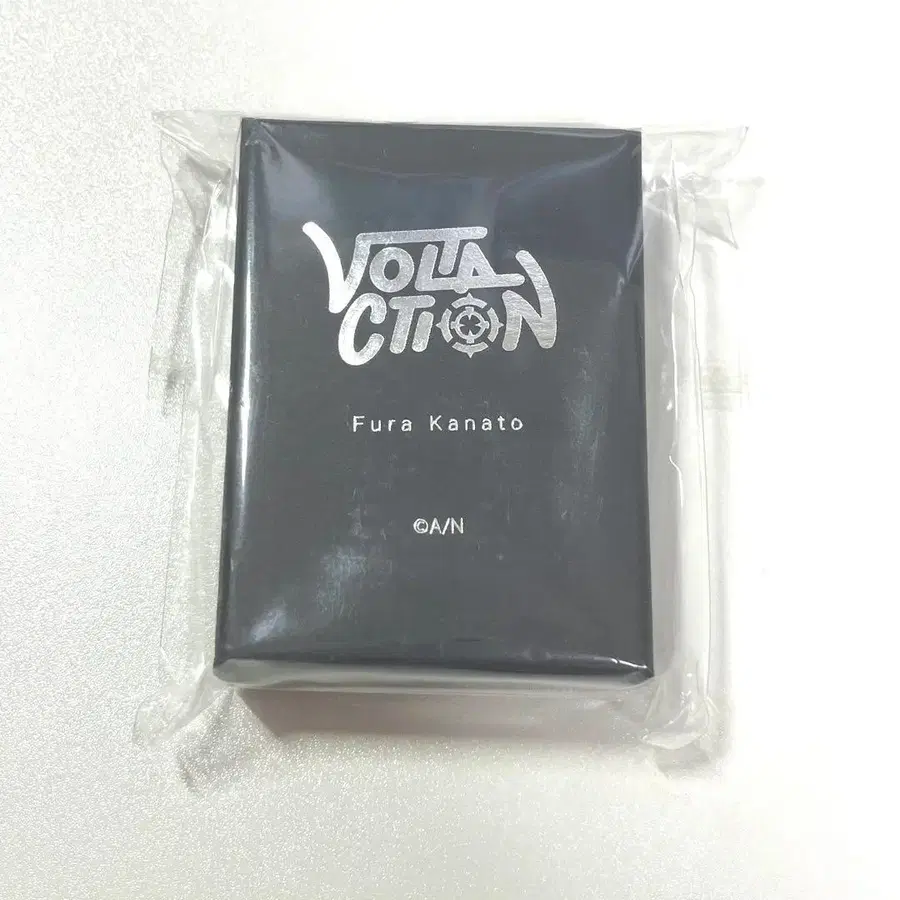 VOLTA
CTION
Fura Kanato
©A/N